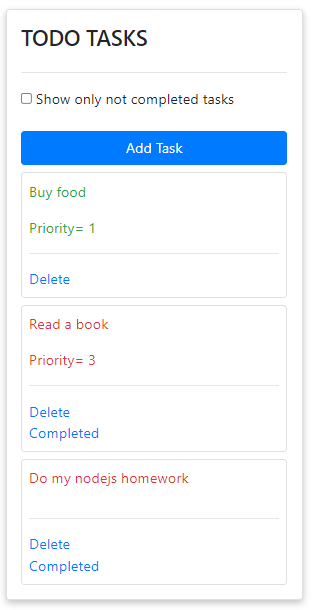 TODO TASKS
Show only not completed tasks
Add Task
Buy food
Priority= 1
Delete
Read a book
Priority= 3
Delete
Completed
Do my nodejs homework
Delete
Completed